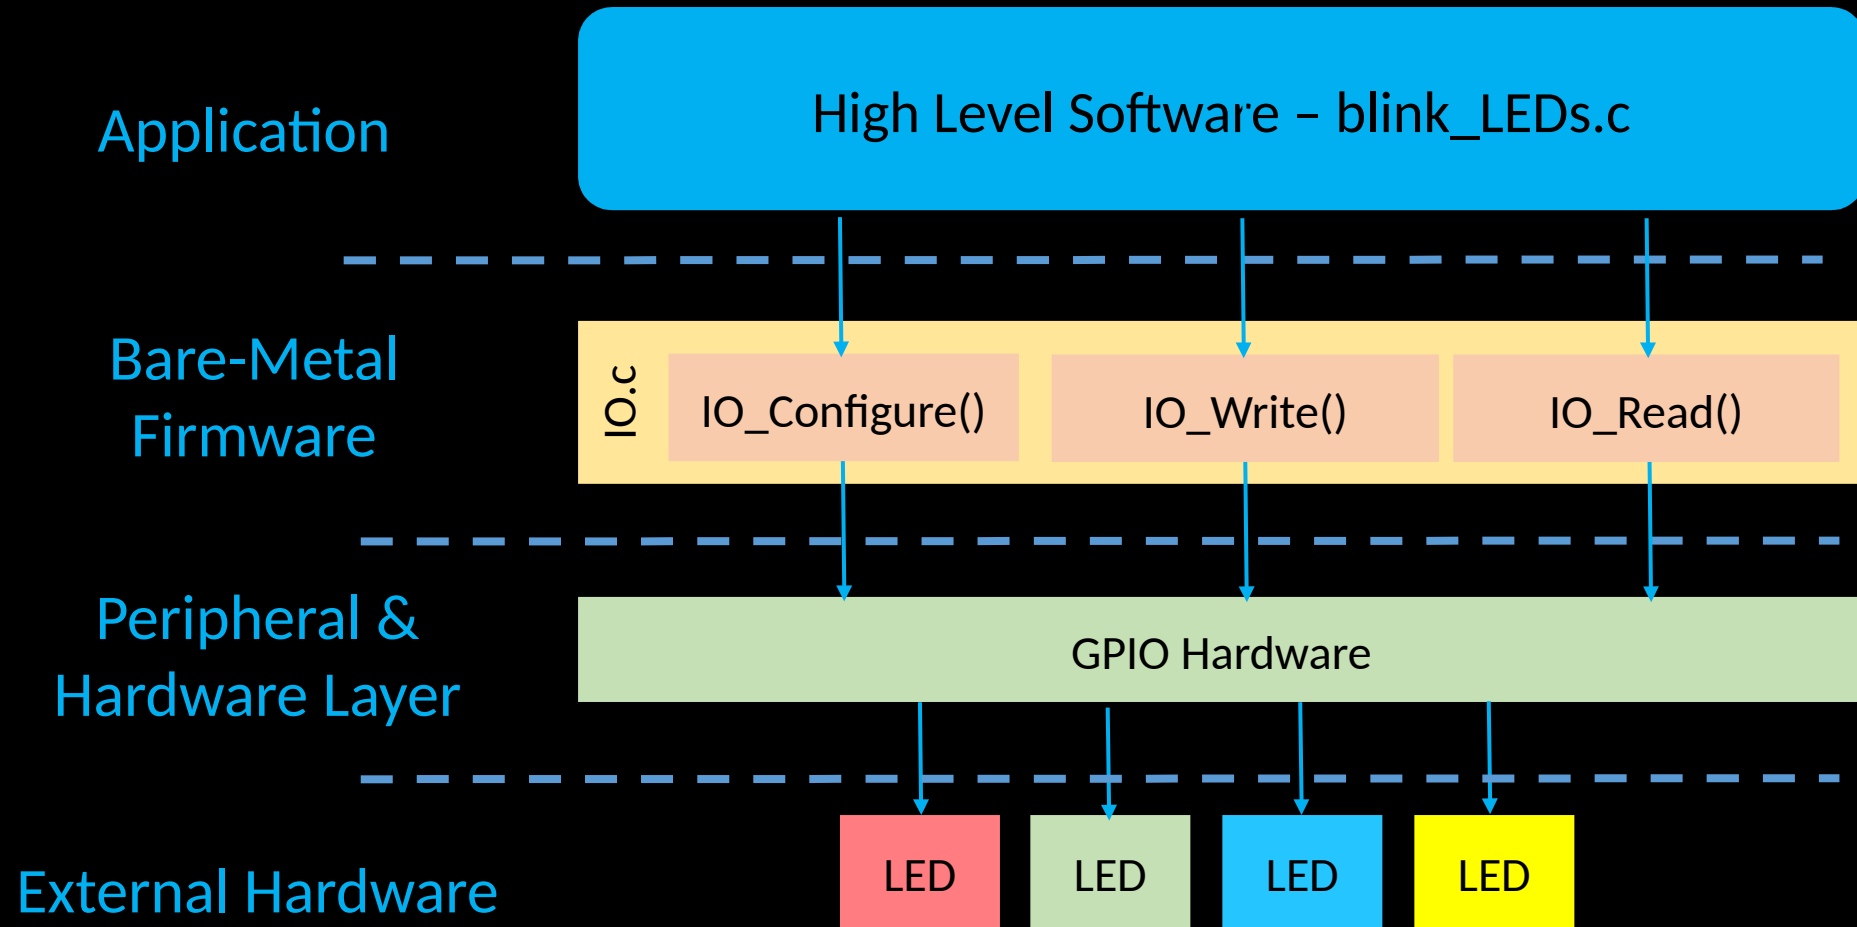 Application
High Level Software – blink_LEDs.c
Bare-Metal
Firmware
IO.c
IO_Configure()
IO_Write()
IO_Read()
Peripheral &
Hardware Layer
GPIO Hardware
External Hardware
LED
LED
LED
LED